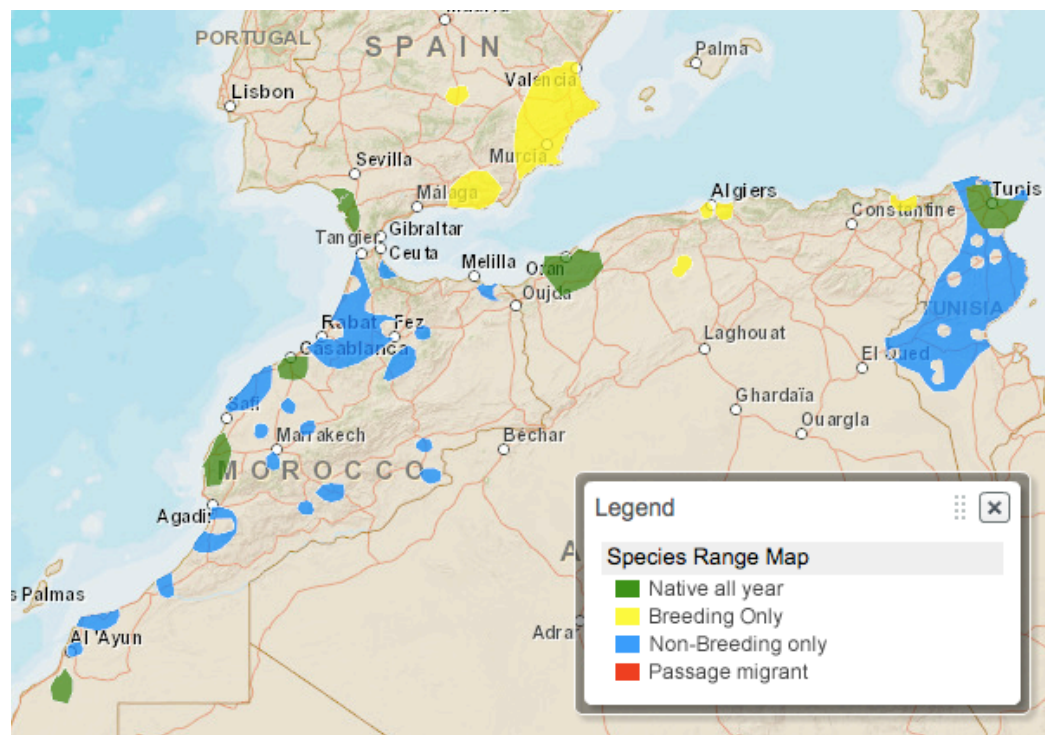 Madrid
PORTUGAL
SPAIN
Palma
Valencia
Lisbon
Murcia
Sevilla
Málaga
Algiers
Tunis
Constantine
Gibraltar
Tangier
Ceuta
Melilla
Oran
Oujda
TUNISIA
Rabat
Fez
Casablanca
Laghouat
El Oued
Ghardaïa
Safi
Ouargla
Marrakech
Béchar
MOROCCO
Agadir
s Palmas
Al 'Ayun
A
Adra
Legend
Species Range Map
Native all year
Breeding Only
Non-Breeding only
Passage migrant